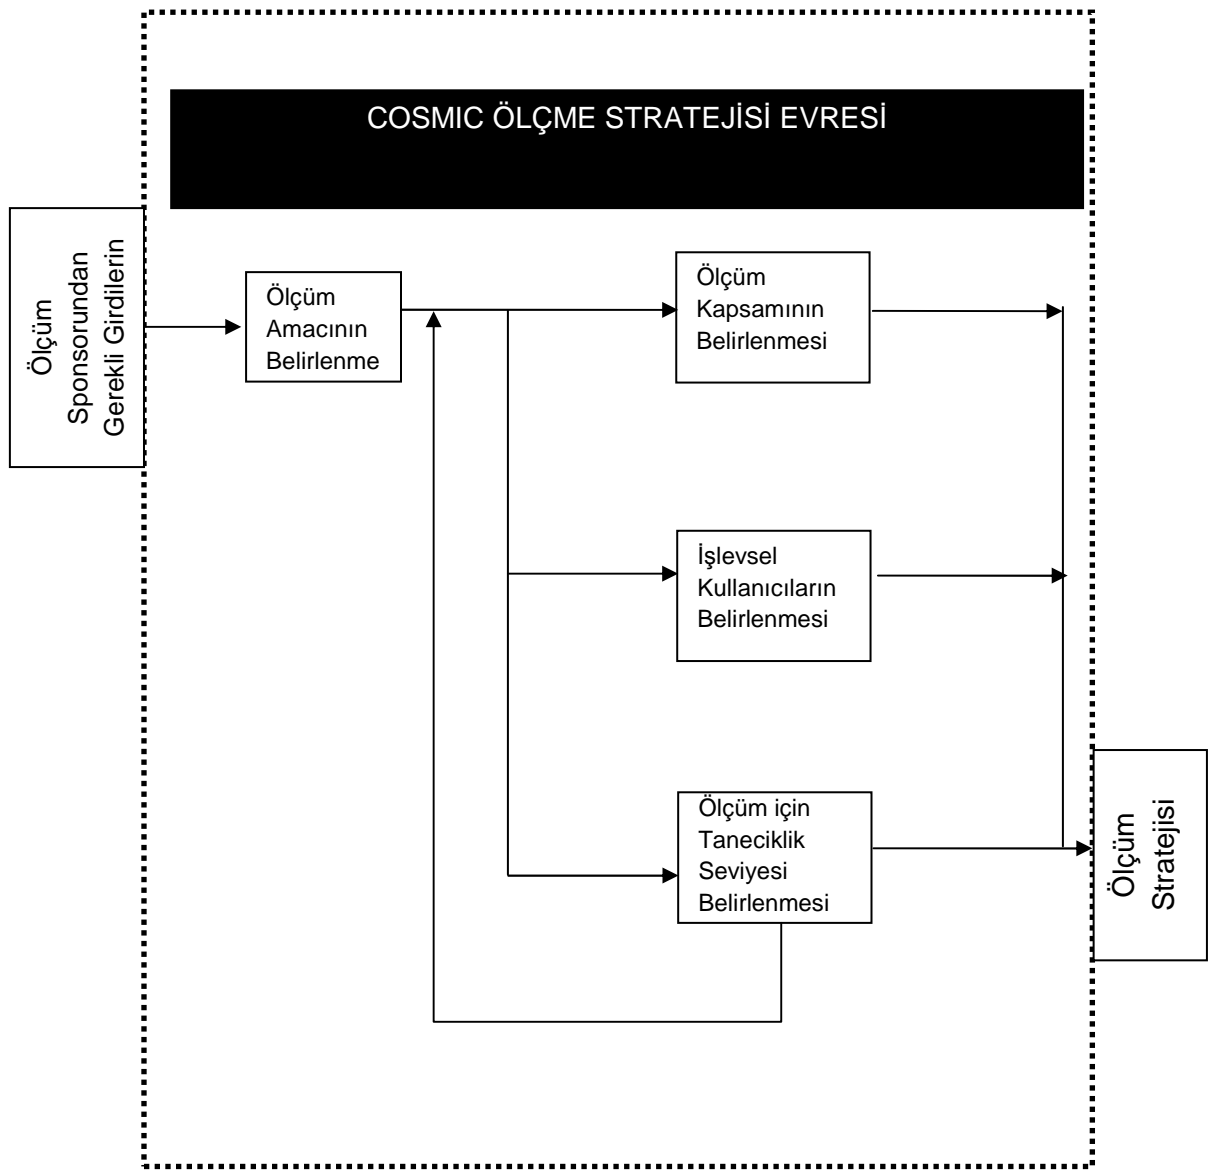 COSMIC ÖLÇME STRATEJİSİ EVRESİ
Ölçüm
Sponsorundan
Gerekli Girdilerin
Ölçüm
Amacının
Belirlenme
Ölçüm
Kapsamının
Belirlenmesi
İşlevsel
Kullanıcıların
Belirlenmesi
Ölçüm için
Taneciklik
Seviyesi
Belirlenmesi
Ölçüm
Stratejisi